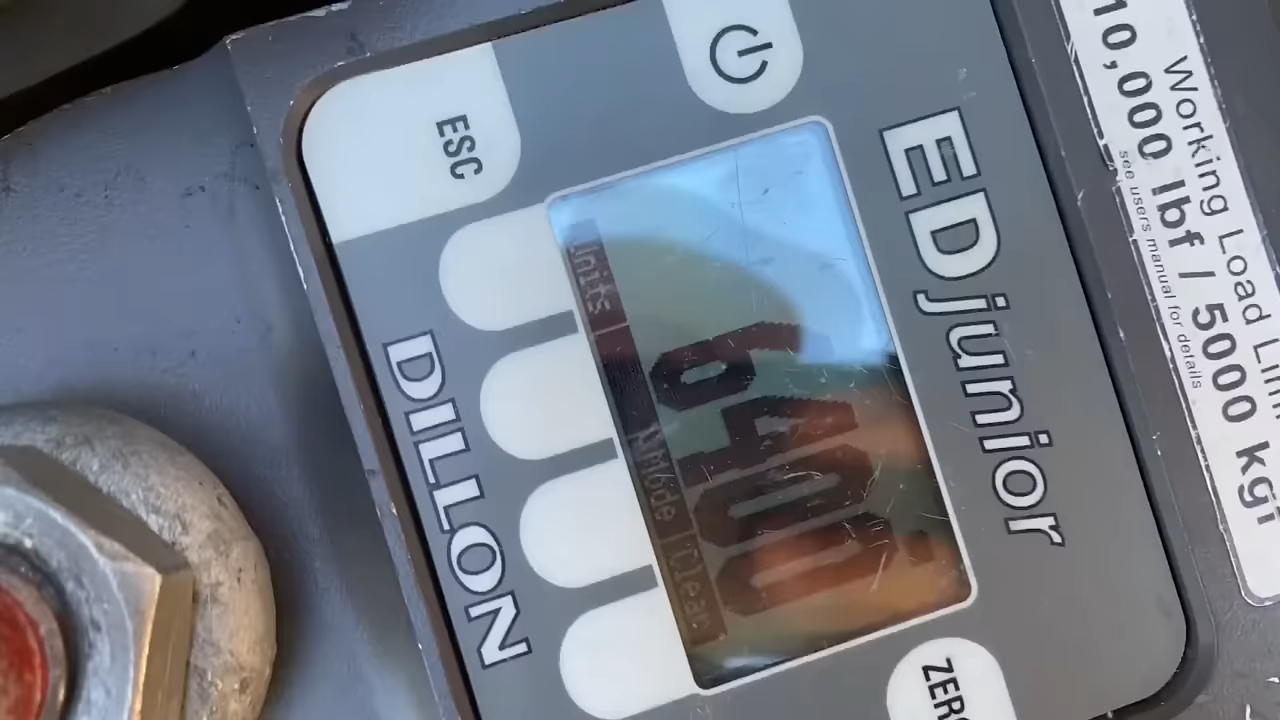 Working Load Limi
10,000 lbf / 5000 kgf
see users manual for details
EDjunior
6400
Units
Mode
Clear
ESC
ZERO
DILLON